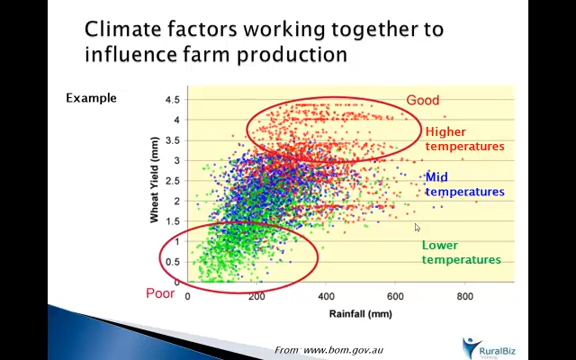 Climate factors working together to
influence farm production
Example
Good
Higher
temperatures
Mid
temperatures
Lower
temperatures
Poor
Wheat Yield (mm)
4.5
4
3.5
3
2.5
2
1.5
1
0.5
0
0
200
400
600
800
Rainfall (mm)
From www.bom.gov.au
RuralBiz